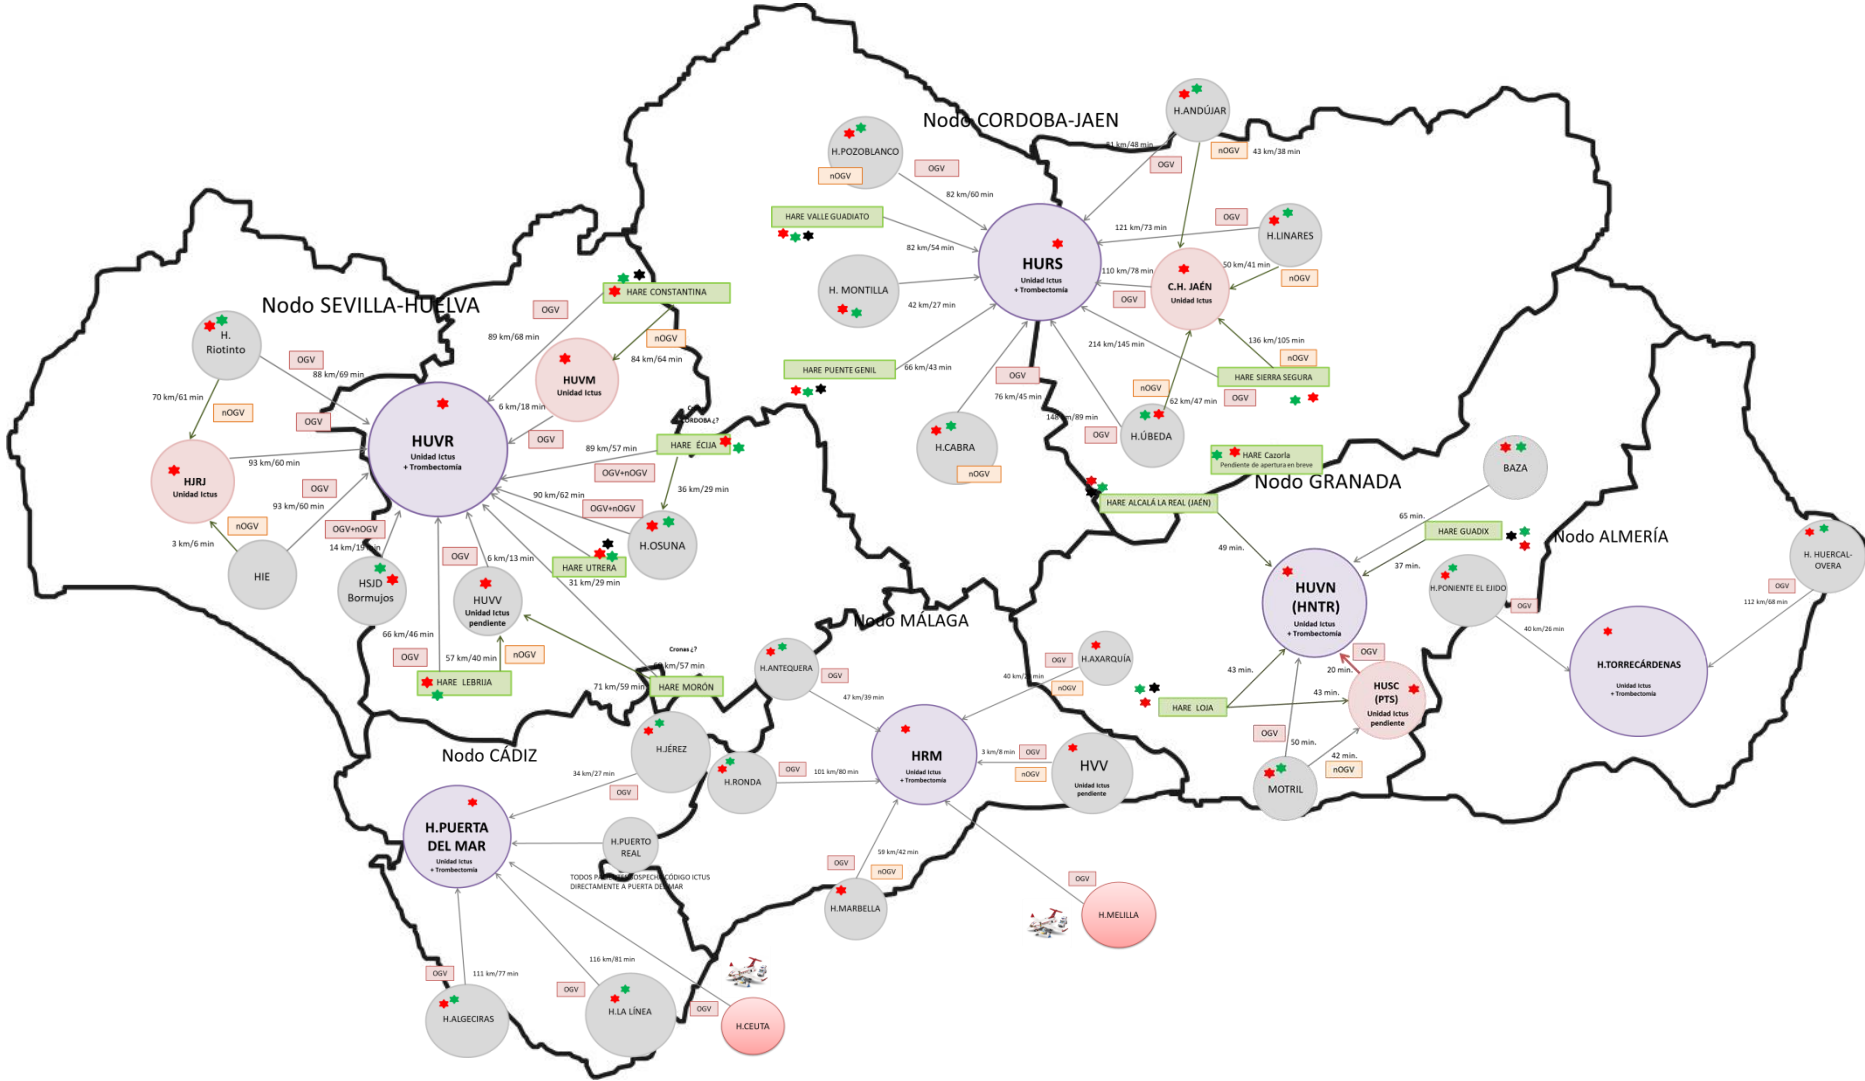 Nodo CORDOBA-JAEN
H.ANDÚJAR
H.POZOBLANCO
nOGV
OGV
82 km/60 min
OGV
nOGV
43 km/38 min
HARE VALLE GUADIATO
82 km/54 min
OGV
121 km/73 min
H.LINARES
50 km/41 min
nOGV
HURS
Unidad Ictus
+ Trombectomía
110 km/78 min
OGV
C.H. JAÉN
Unidad Ictus
H. MONTILLA
42 km/27 min
214 km/145 min
136 km/105 min
nOGV
HARE SIERRA SEGURA
OGV
HARE PUENTE GENIL
66 km/43 min
OGV
76 km/45 min
nOGV
62 km/47 min
OGV
H.ÚBEDA
H.CABRA
nOGV
Nodo SEVILLA-HUELVA
H.
Riotinto
OGV
88 km/69 min
70 km/61 min
nOGV
HJRJ
Unidad Ictus
OGV
93 km/60 min
OGV
93 km/60 min
nOGV
3 km/6 min
HIE
HARE CONSTANTINA
OGV
89 km/68 min
nOGV
84 km/64 min
HUVM
Unidad Ictus
6 km/18 min
OGV
HUVR
Unidad Ictus
+ Trombectomía
HARE ÉCIJA
89 km/57 min
OGV+nOGV
36 km/29 min
90 km/62 min
OGV+nOGV
H.OSUNA
HARE UTRERA
31 km/29 min
OGV+nOGV
14 km/19 min
HSJD
Bormujos
OGV
6 km/13 min
HUVV
Unidad Ictus
pendiente
66 km/46 min
OGV
57 km/40 min
nOGV
HARE LEBRIJA
Cronas ¿?
km/57 min
71 km/59 min
HARE MORÓN
Nodo GRANADA
HARE Cazorla
Pendiente de apertura en breve
HARE ALCALÁ LA REAL (JAÉN)
49 min.
BAZA
65 min.
HARE GUADIX
37 min.
HUVN
(HNTR)
Unidad Ictus
+ Trombectomía
OGV
20 min.
43 min.
43 min.
HARE LOJA
HUSC
(PTS)
Unidad Ictus
pendiente
OGV
50 min.
42 min.
nOGV
MOTRIL
Nodo ALMERÍA
H. HUERCAL-
OVERA
OGV
112 km/68 min
H.PONIENTE EL EJIDO
OGV
40 km/26 min
H.TORRECÁRDENAS
Unidad Ictus
+ Trombectomía
Nodo MÁLAGA
H.ANTEQUERA
OGV
47 km/39 min
OGV
H.AXARQUÍA
nOGV
HRM
Unidad Ictus
+ Trombectomía
3 km/8 min
OGV
nOGV
HVV
Unidad Ictus
pendiente
H.RONDA
OGV
101 km/80 min
59 km/42 min
OGV
nOGV
H.MARBELLA
OGV
H.MELILLA
Nodo CÁDIZ
H.JÉREZ
34 km/27 min
OGV
H.PUERTA
DEL MAR
Unidad Ictus
+ Trombectomía
H.PUERTO
REAL
TODOS SOSPECHA CÓDIGO ICTUS
DIRECTAMENTE A PUERTA DEL MAR
111 km/77 min
OGV
H.ALGECIRAS
116 km/81 min
OGV
H.LA LÍNEA
OGV
H.CEUTA